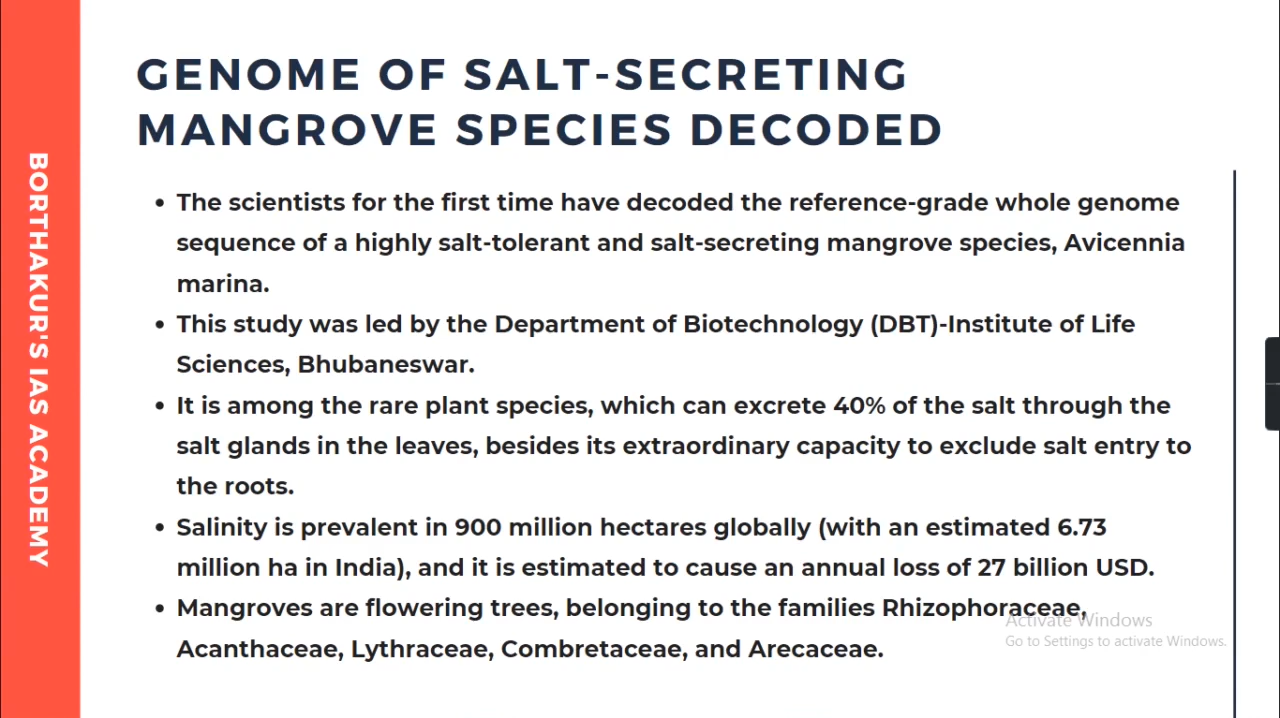 GENOME OF SALT-SECRETING
MANGROVE SPECIES DECODED
BORTHAKUR'S IAS ACADEMY
• The scientists for the first time have decoded the reference-grade whole genome
sequence of a highly salt-tolerant and salt-secreting mangrove species, Avicennia
marina.
• This study was led by the Department of Biotechnology (DBT)-Institute of Life
Sciences, Bhubaneswar.
• It is among the rare plant species, which can excrete 40% of the salt through the
salt glands in the leaves, besides its extraordinary capacity to exclude salt entry to
the roots.
• Salinity is prevalent in 900 million hectares globally (with an estimated 6.73
million ha in India), and it is estimated to cause an annual loss of 27 billion USD.
• Mangroves are flowering trees, belonging to the families Rhizophoraceae,
Acanthaceae, Lythraceae, Combretaceae, and Arecaceae.
Activate Windows
Go to Settings to activate Windows.